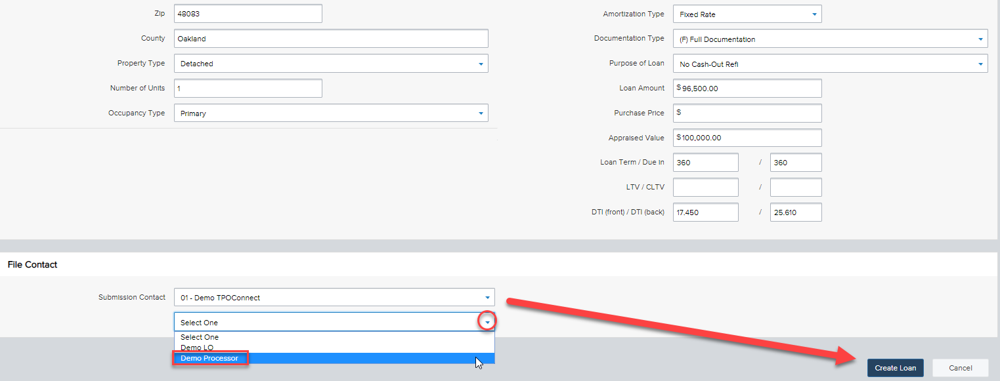 Zip 48083
County Oakland
Property Type Detached
Number of Units 1
Occupancy Type Primary
Amortization Type Fixed Rate
Documentation Type (F) Full Documentation
Purpose of Loan No Cash-Out Refi
Loan Amount $96,500.00
Purchase Price $
Appraised Value $100,000.00
Loan Term / Due In 360 / 360
LTV / CLTV /
DTI (front) / DTI (back) 17.450 / 25.610
File Contact
Submission Contact 01 - Demo TPOConnect
Select One
Select One
Demo LO
Demo Processor
Create Loan Cancel